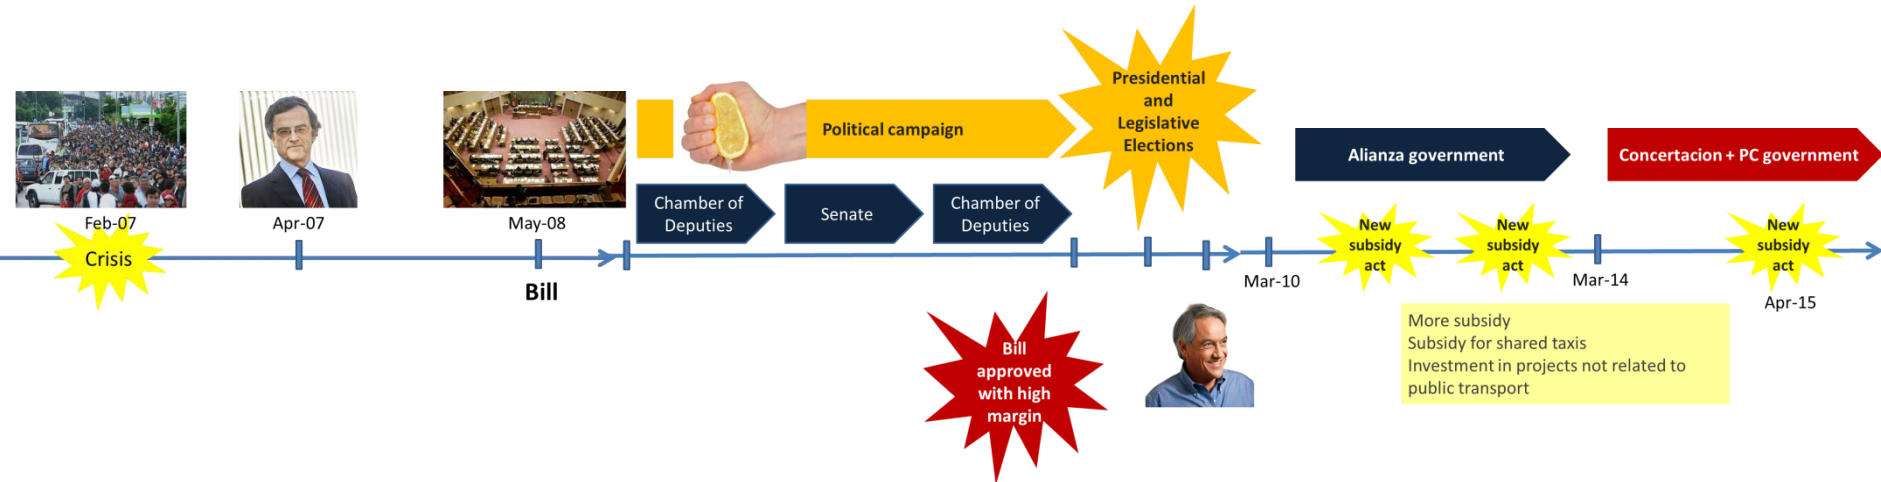 Feb-07
Crisis
Apr-07
May-08
Bill
Political campaign
Chamber of
Deputies
Senate
Chamber of
Deputies
Presidential
and
Legislative
Elections
Bill
approved
with high
margin
Mar-10
Alianza government
New
subsidy
act
New
subsidy
act
More subsidy
Subsidy for shared taxis
Investment in projects not related to
public transport
Mar-14
Concertacion + PC government
New
subsidy
act
Apr-15